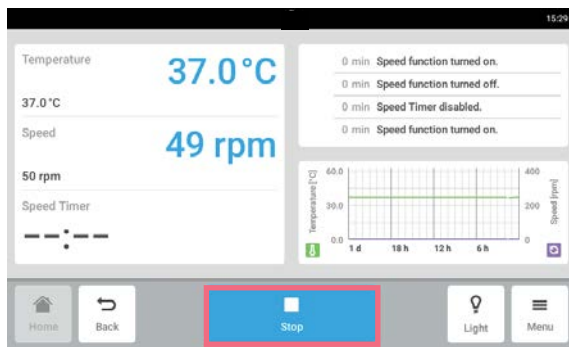 15:29
Temperature
37.0°C
37.0°C
Speed
49 rpm
50 rpm
Speed Timer
--:--
0 min Speed function turned on.
0 min Speed function turned off.
0 min Speed Timer disabled.
0 min Speed function turned on.
Temperature [°C]
60.0
30.0
0.0
1 d 18 h 12 h 6 h
400
200
0
Speed [rpm]
Home
Back
Stop
Light
Menu